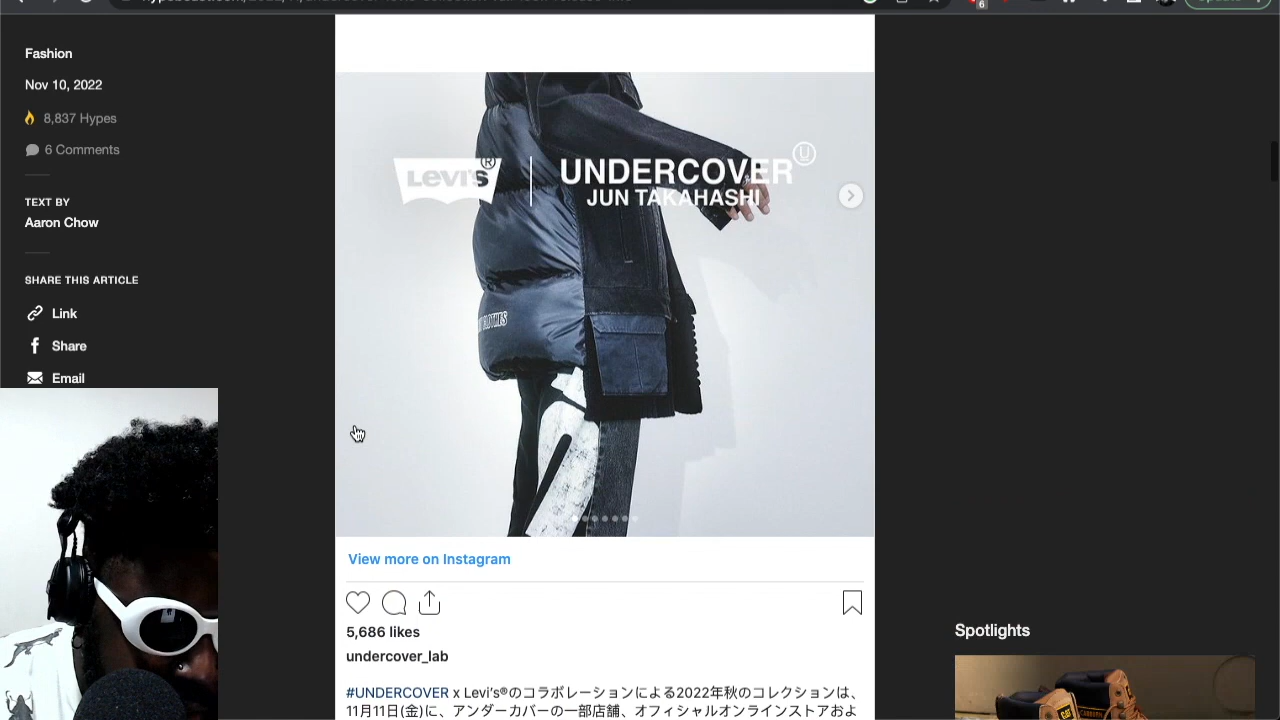 6
Fashion
Nov 10, 2022
8,837 Hypes
6 Comments
TEXT BY
Aaron Chow
SHARE THIS ARTICLE
Link
Share
Email
LEVI'S ®
UNDERCOVER
JUN TAKAHASHI
U
View more on Instagram
5,686 likes
undercover_lab
#UNDERCOVER x Levi's®のコラボレーションによる2022年秋のコレクションは、
11月11日(金)に、アンダーカバーの一部店舗、オフィシャルオンラインストアおよ
Spotlights
CAT